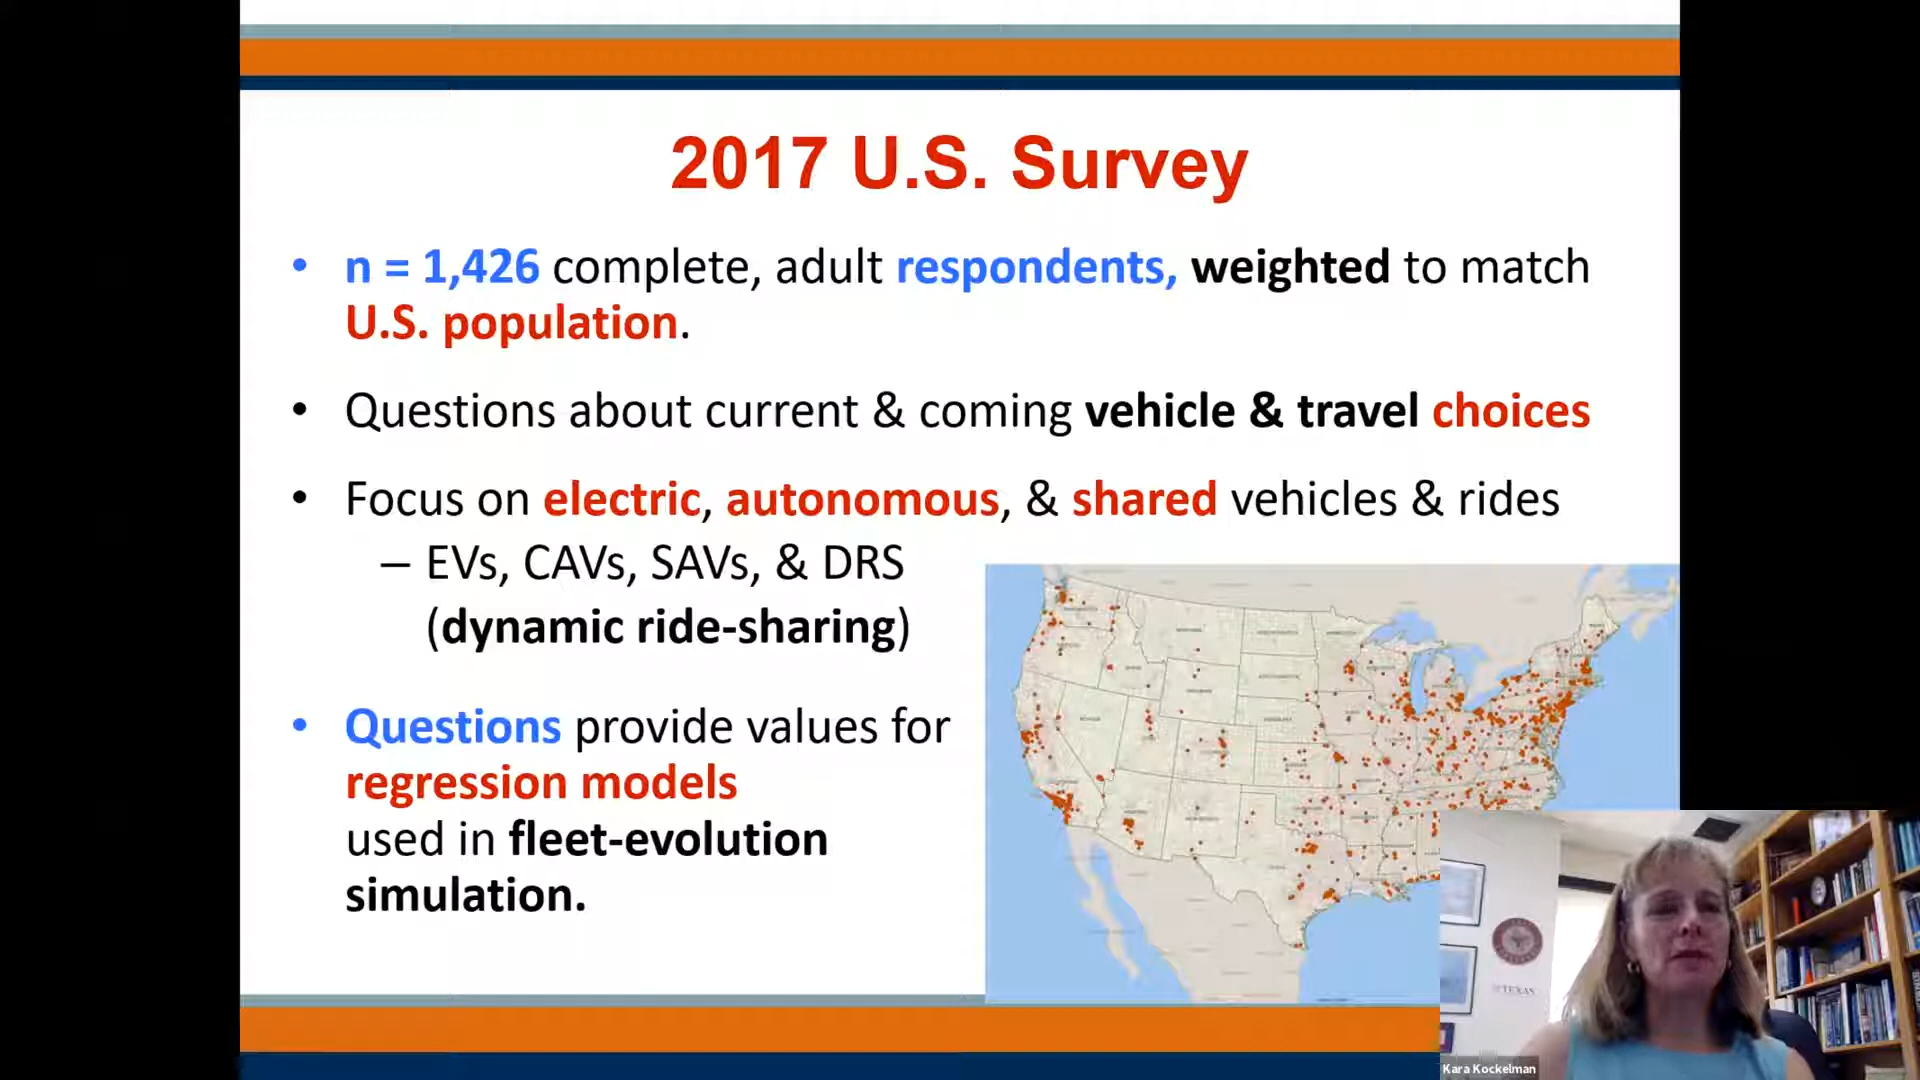 2017 U.S. Survey
• n = 1,426 complete, adult respondents, weighted to match
U.S. population.
• Questions about current & coming vehicle & travel choices
• Focus on electric, autonomous, & shared vehicles & rides
– EVs, CAVs, SAVs, & DRS
(dynamic ride-sharing)
• Questions provide values for
regression models
used in fleet-evolution
simulation.
TEXAS
Kara Kockelman